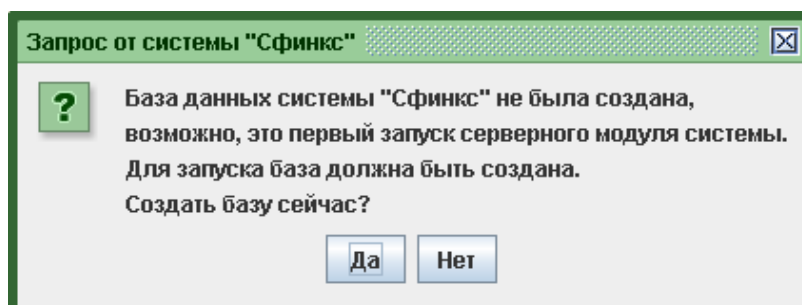 Запрос от системы "Сфинкс"
База данных системы "Сфинкс" не была создана,
возможно, это первый запуск серверного модуля системы.
Для запуска база должна быть создана.
Создать базу сейчас?
Да Нет